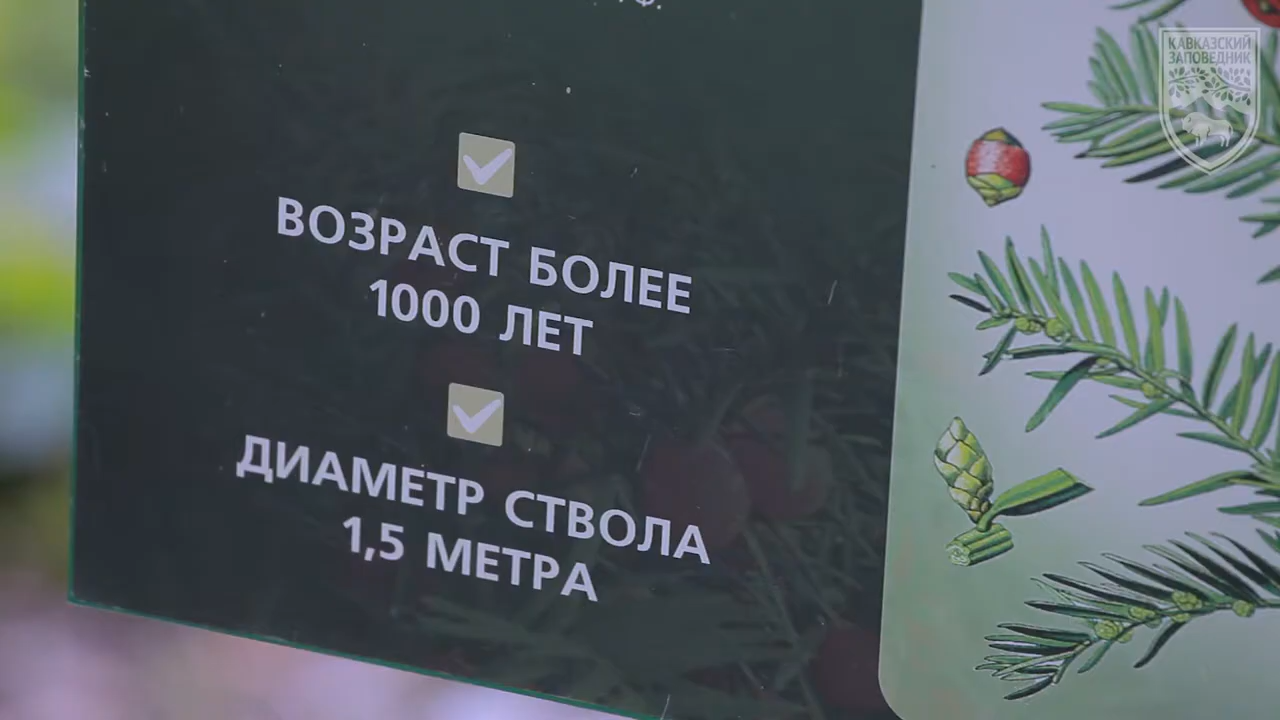 КАВКАЗСКИЙ
ЗАПОВЕДНИК
ВОЗРАСТ БОЛЕЕ
1000 ЛЕТ
ДИАМЕТР СТВОЛА
1,5 МЕТРА